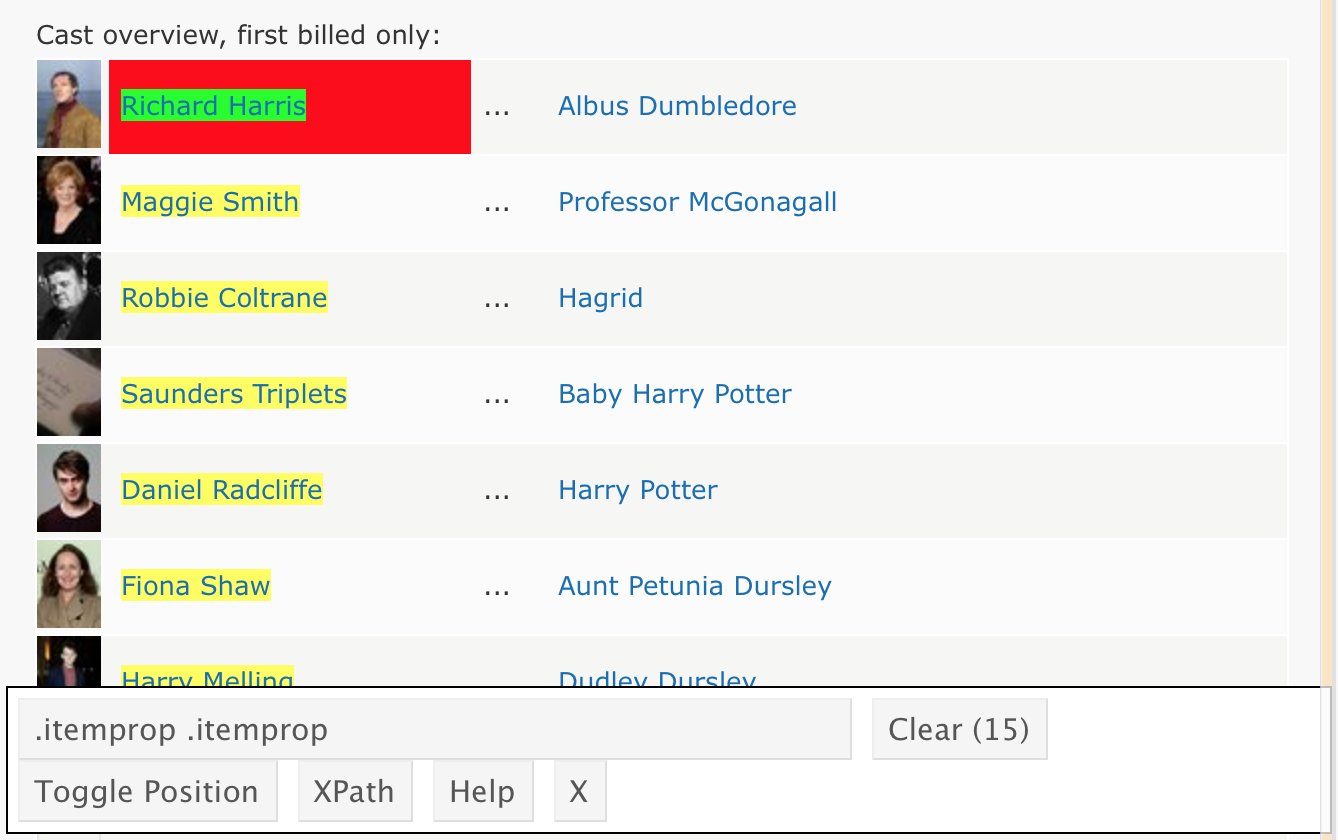 Cast overview, first billed only:
Richard Harris ... Albus Dumbledore
Maggie Smith ... Professor McGonagall
Robbie Coltrane ... Hagrid
Saunders Triplets ... Baby Harry Potter
Daniel Radcliffe ... Harry Potter
Fiona Shaw ... Aunt Petunia Dursley
Harry Melling Dudley Dursley
.itemprop .itemprop Clear (15)
Toggle Position XPath Help X